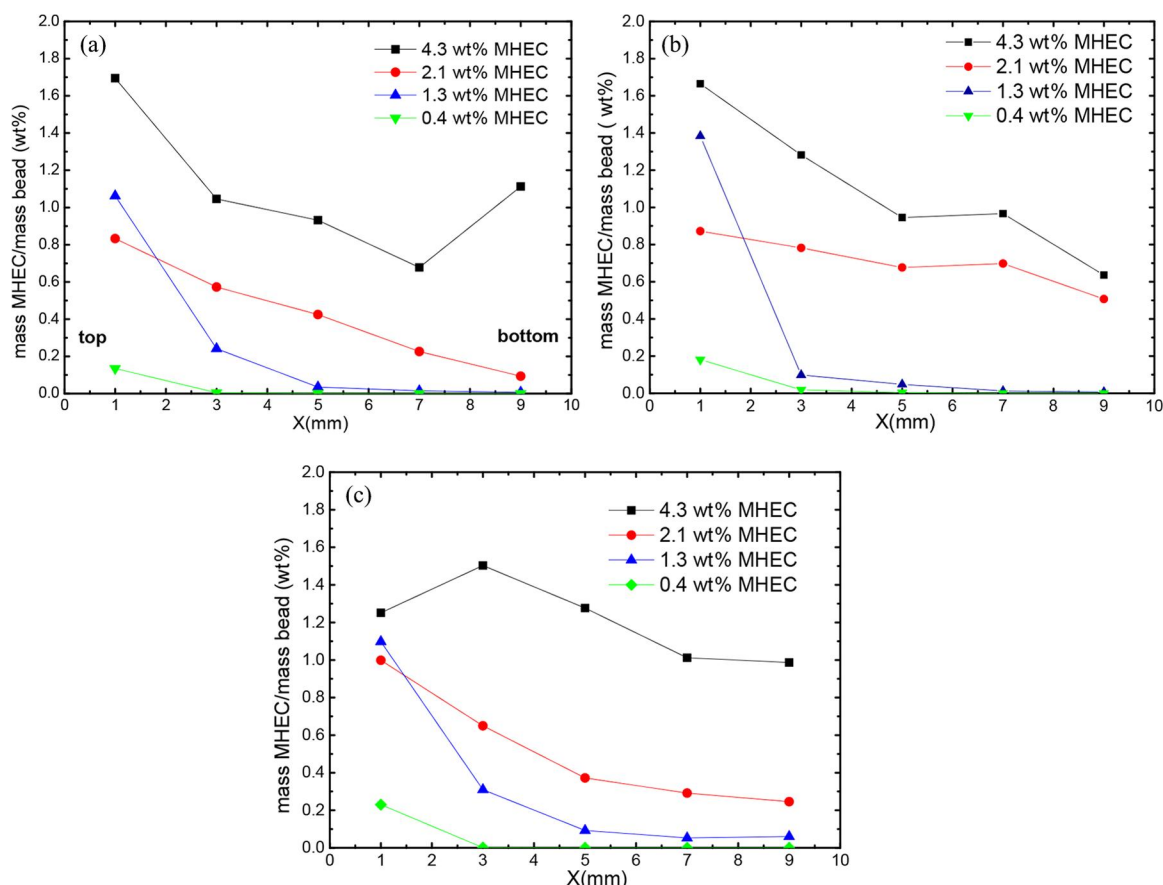 (a)
4.3 wt% MHEC
2.1 wt% MHEC
1.3 wt% MHEC
0.4 wt% MHEC
mass MHEC/mass bead (wt%)
2.0
1.8
1.6
1.4
1.2
1.0
0.8
0.6
0.4
0.2
0.0
top
bottom
0 1 2 3 4 5 6 7 8 9 10
X(mm)
(b)
4.3 wt% MHEC
2.1 wt% MHEC
1.3 wt% MHEC
0.4 wt% MHEC
mass MHEC/mass bead ( wt%)
2.0
1.8
1.6
1.4
1.2
1.0
0.8
0.6
0.4
0.2
0.0
0 1 2 3 4 5 6 7 8 9 10
X(mm)
(c)
4.3 wt% MHEC
2.1 wt% MHEC
1.3 wt% MHEC
0.4 wt% MHEC
mass MHEC/mass bead (wt%)
2.0
1.8
1.6
1.4
1.2
1.0
0.8
0.6
0.4
0.2
0.0
0 1 2 3 4 5 6 7 8 9 10
X(mm)